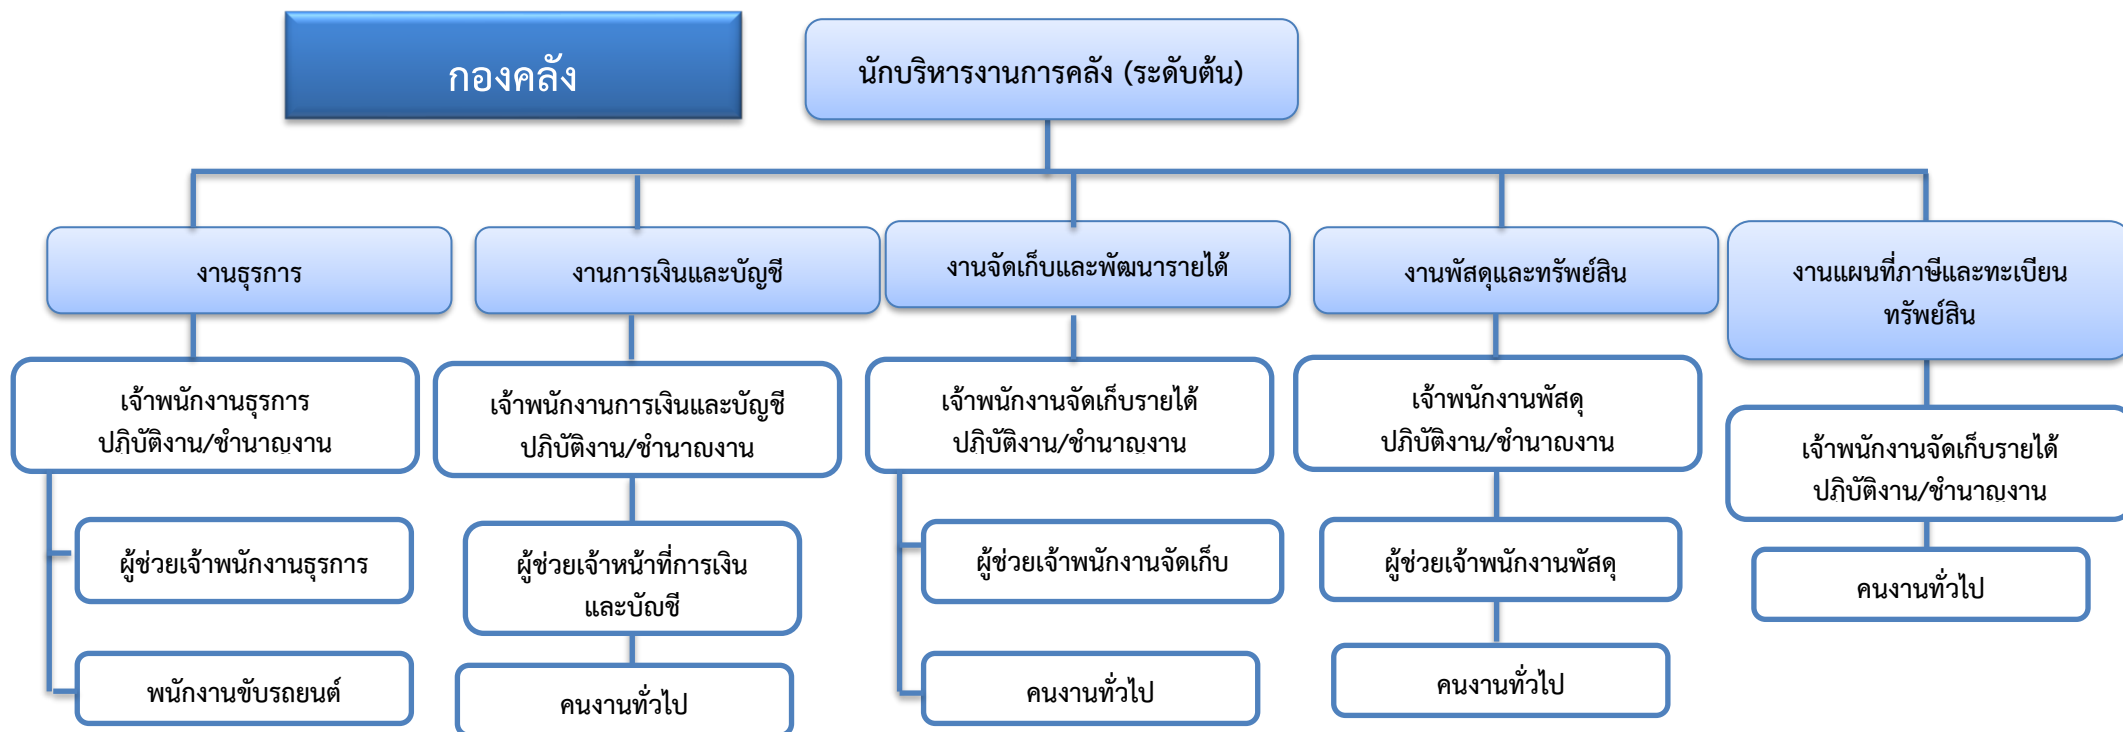 กองคลัง
นักบริหารงานการคลัง (ระดับต้น)
งานธุรการ
งานการเงินและบัญชี
งานจัดเก็บและพัฒนารายได้
งานพัสดุและทรัพย์สิน
งานแผนที่ภาษีและทะเบียน
ทรัพย์สิน
เจ้าพนักงานธุรการ
ปฏิบัติงาน/ชำนาญงาน
เจ้าพนักงานการเงินและบัญชี
ปฏิบัติงาน/ชำนาญงาน
เจ้าพนักงานจัดเก็บรายได้
ปฏิบัติงาน/ชำนาญงาน
เจ้าพนักงานพัสดุ
ปฏิบัติงาน/ชำนาญงาน
เจ้าพนักงานจัดเก็บรายได้
ปฏิบัติงาน/ชำนาญงาน
ผู้ช่วยเจ้าพนักงานธุรการ
ผู้ช่วยเจ้าหน้าที่การเงิน
และบัญชี
ผู้ช่วยเจ้าพนักงานจัดเก็บ
ผู้ช่วยเจ้าพนักงานพัสดุ
คนงานทั่วไป
พนักงานขับรถยนต์
คนงานทั่วไป
คนงานทั่วไป
คนงานทั่วไป